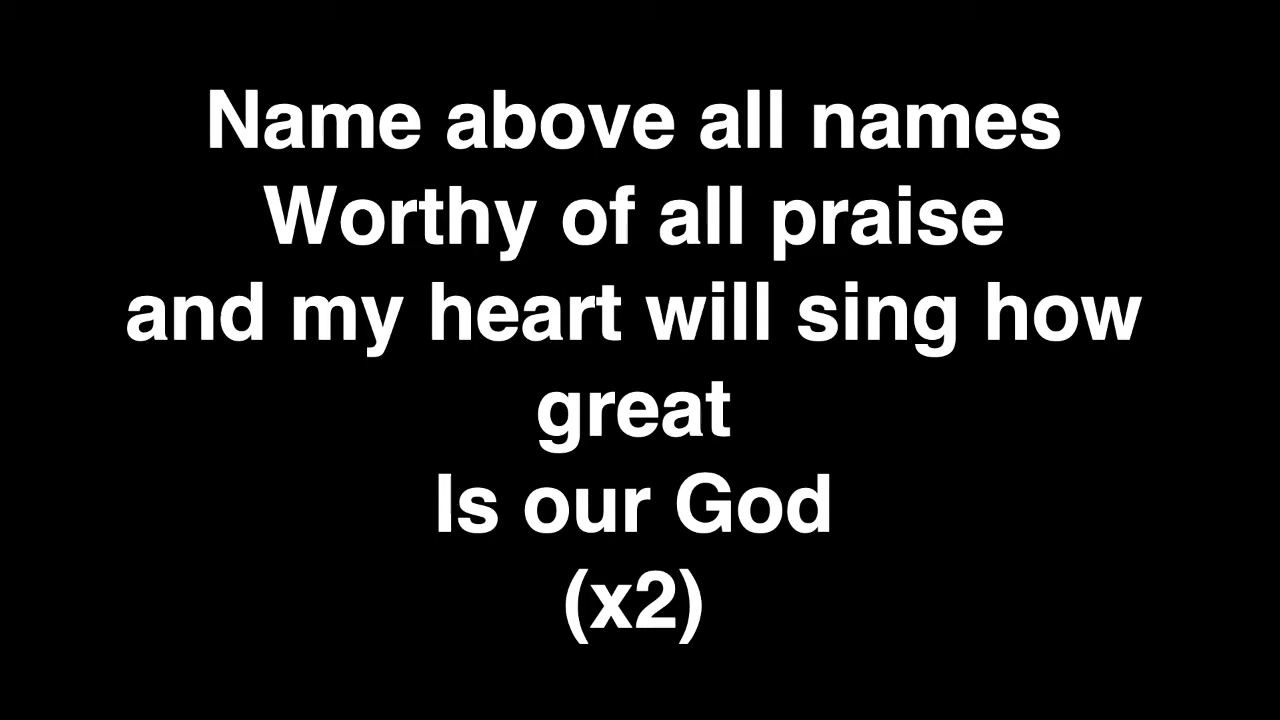 Name above all names
Worthy of all praise
and my heart will sing how
great
Is our God
(x2)